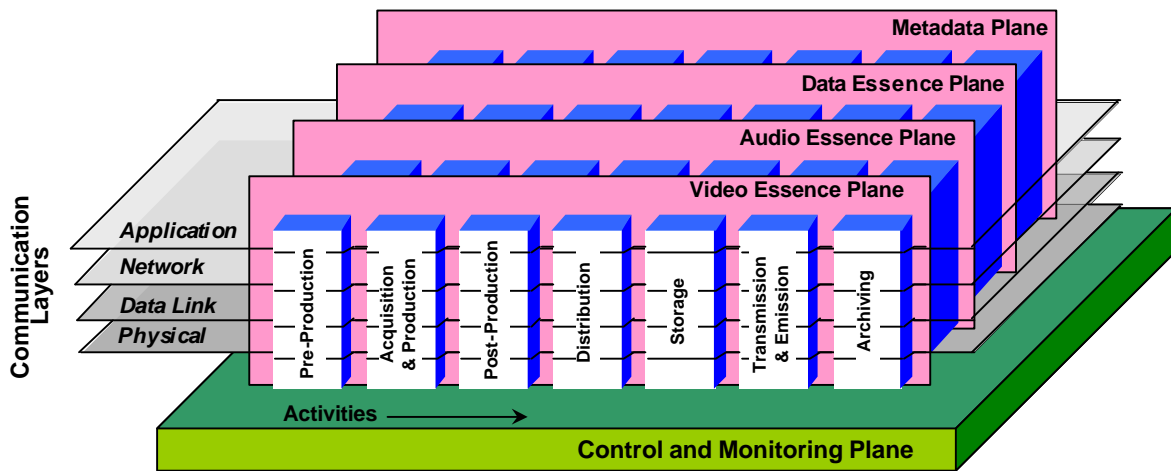 Metadata Plane
Data Essence Plane
Audio Essence Plane
Video Essence Plane
Communication
Layers
Application
Network
Data Link
Physical
Pre-Production
Acquisition
& Production
Post-Production
Distribution
Storage
Transmission
& Emission
Archiving
Activities
Control and Monitoring Plane